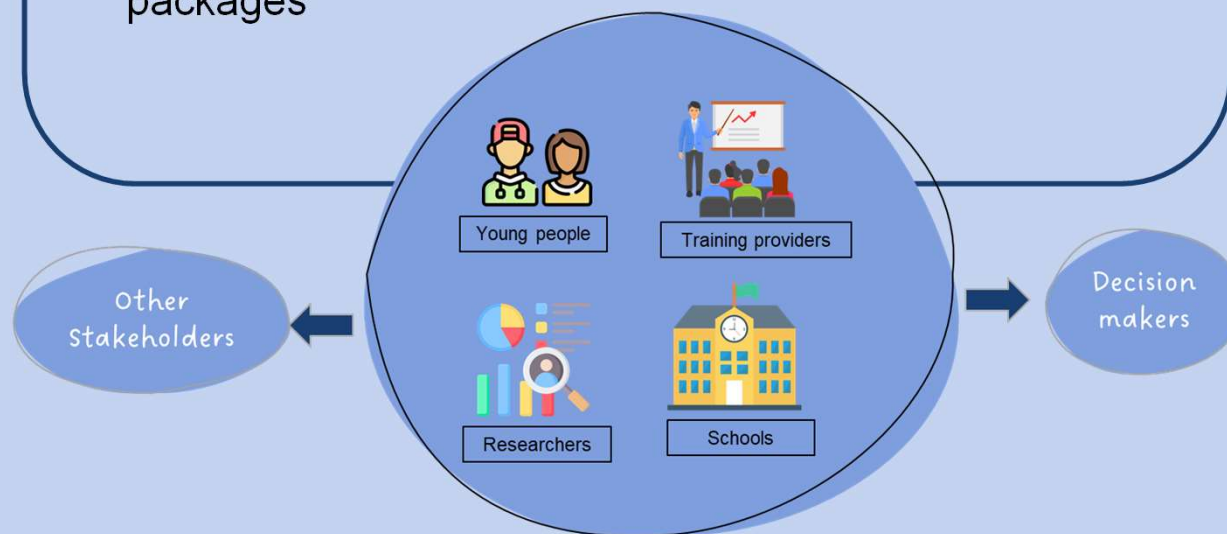 packages
Young people
Training providers
Other
Stakeholders
Decision
makers
Researchers
Schools